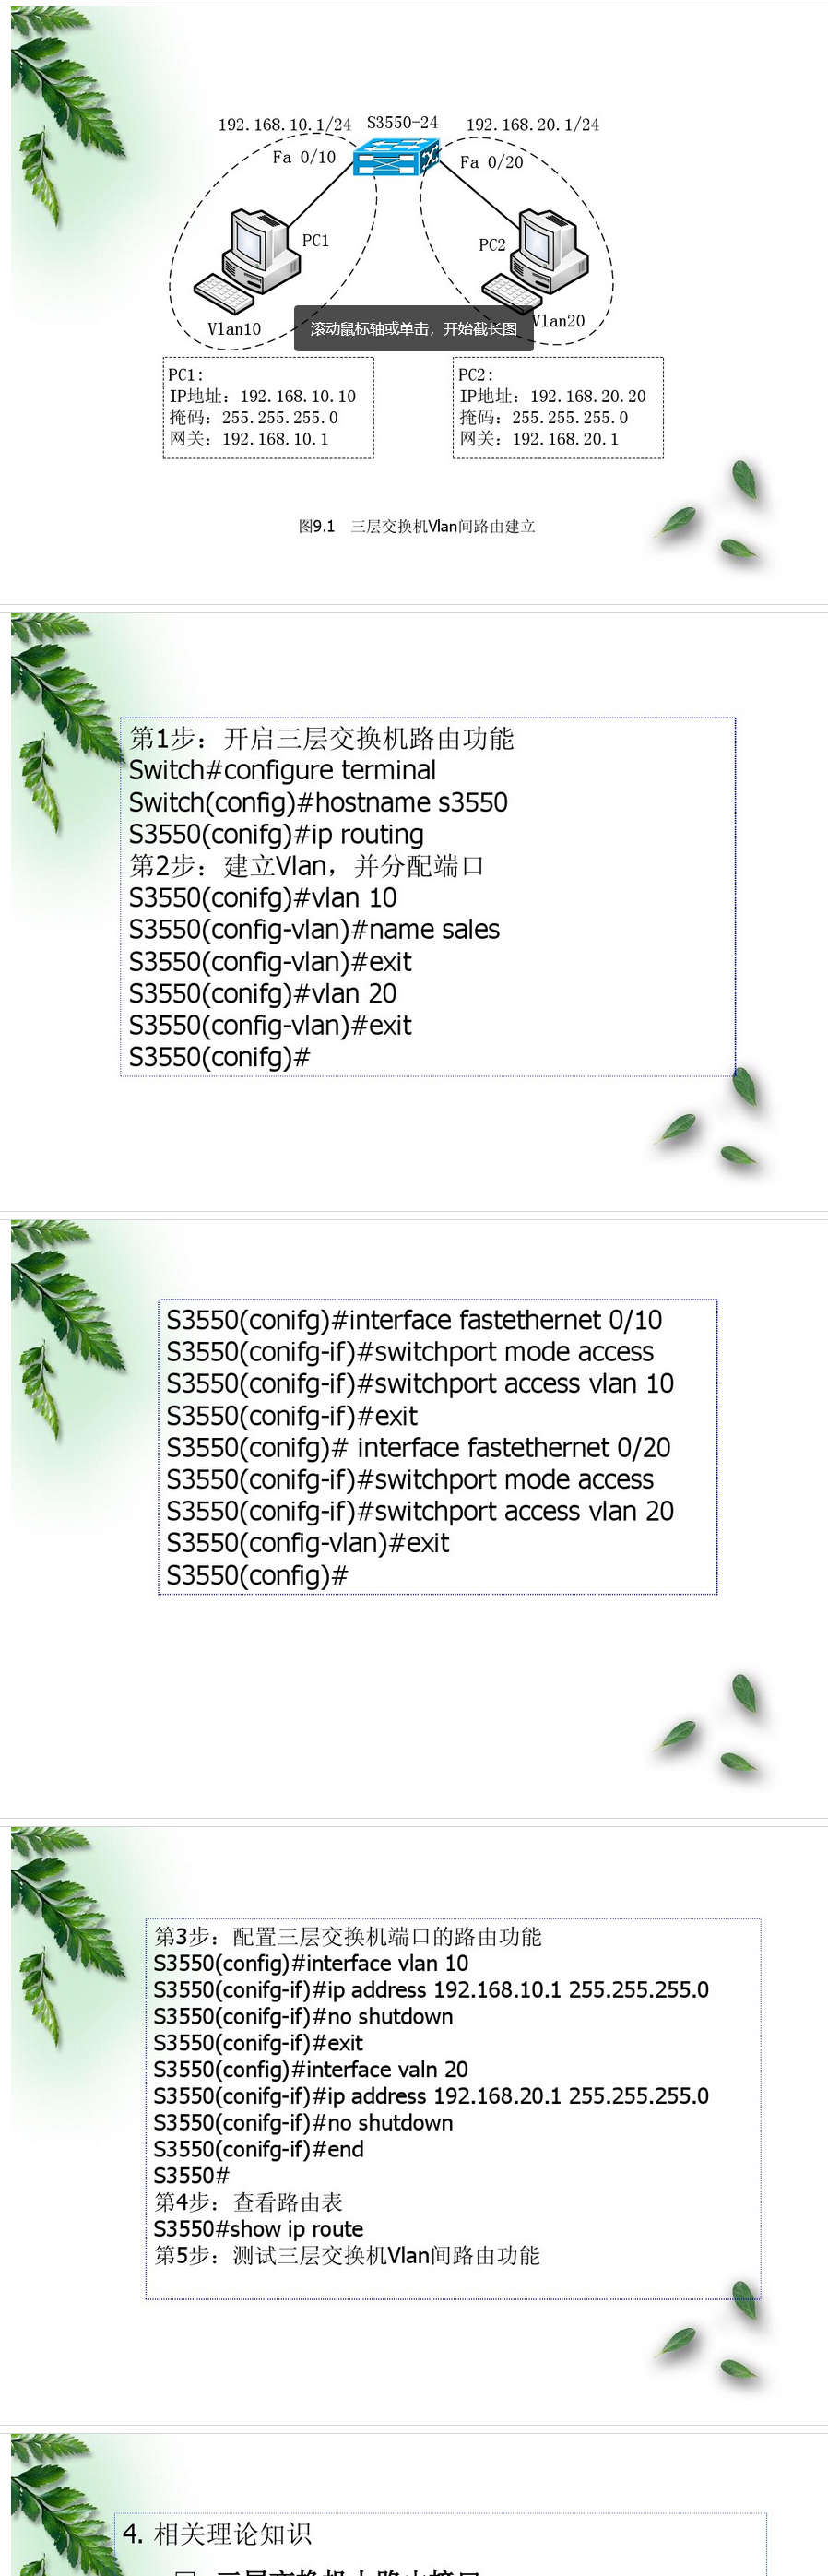 192.168.10.1/24 S3550-24 192.168.20.1/24
Fa 0/10 Fa 0/20
PC1 PC2
Vlan10 Vlan20
滚动鼠标轴或单击，开始截长图
PC1:
IP地址：192.168.10.10
掩码：255.255.255.0
网关：192.168.10.1
PC2:
IP地址：192.168.20.20
掩码：255.255.255.0
网关：192.168.20.1
图9.1 三层交换机Vlan间路由建立
第1步：开启三层交换机路由功能
Switch#configure terminal
Switch(config)#hostname s3550
S3550(conifg)#ip routing
第2步：建立Vlan，并分配端口
S3550(conifg)#vlan 10
S3550(config-vlan)#name sales
S3550(config-vlan)#exit
S3550(conifg)#vlan 20
S3550(config-vlan)#exit
S3550(conifg)#
S3550(conifg)#interface fastethernet 0/10
S3550(conifg-if)#switchport mode access
S3550(conifg-if)#switchport access vlan 10
S3550(conifg-if)#exit
S3550(conifg)# interface fastethernet 0/20
S3550(conifg-if)#switchport mode access
S3550(conifg-if)#switchport access vlan 20
S3550(config-vlan)#exit
S3550(config)#
第3步：配置三层交换机端口的路由功能
S3550(config)#interface vlan 10
S3550(conifg-if)#ip address 192.168.10.1 255.255.255.0
S3550(conifg-if)#no shutdown
S3550(conifg-if)#exit
S3550(config)#interface valn 20
S3550(conifg-if)#ip address 192.168.20.1 255.255.255.0
S3550(conifg-if)#no shutdown
S3550(conifg-if)#end
S3550#
第4步：查看路由表
S3550#show ip route
第5步：测试三层交换机Vlan间路由功能
4. 相关理论知识